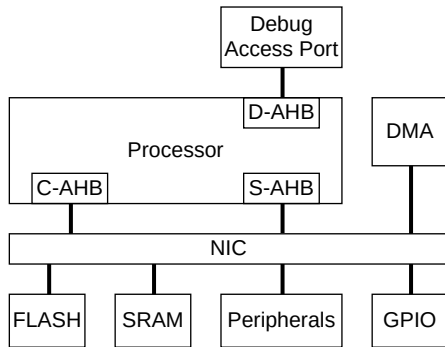 Debug
Access Port
D-AHB
DMA
Processor
C-AHB
S-AHB
NIC
FLASH
SRAM
Peripherals
GPIO